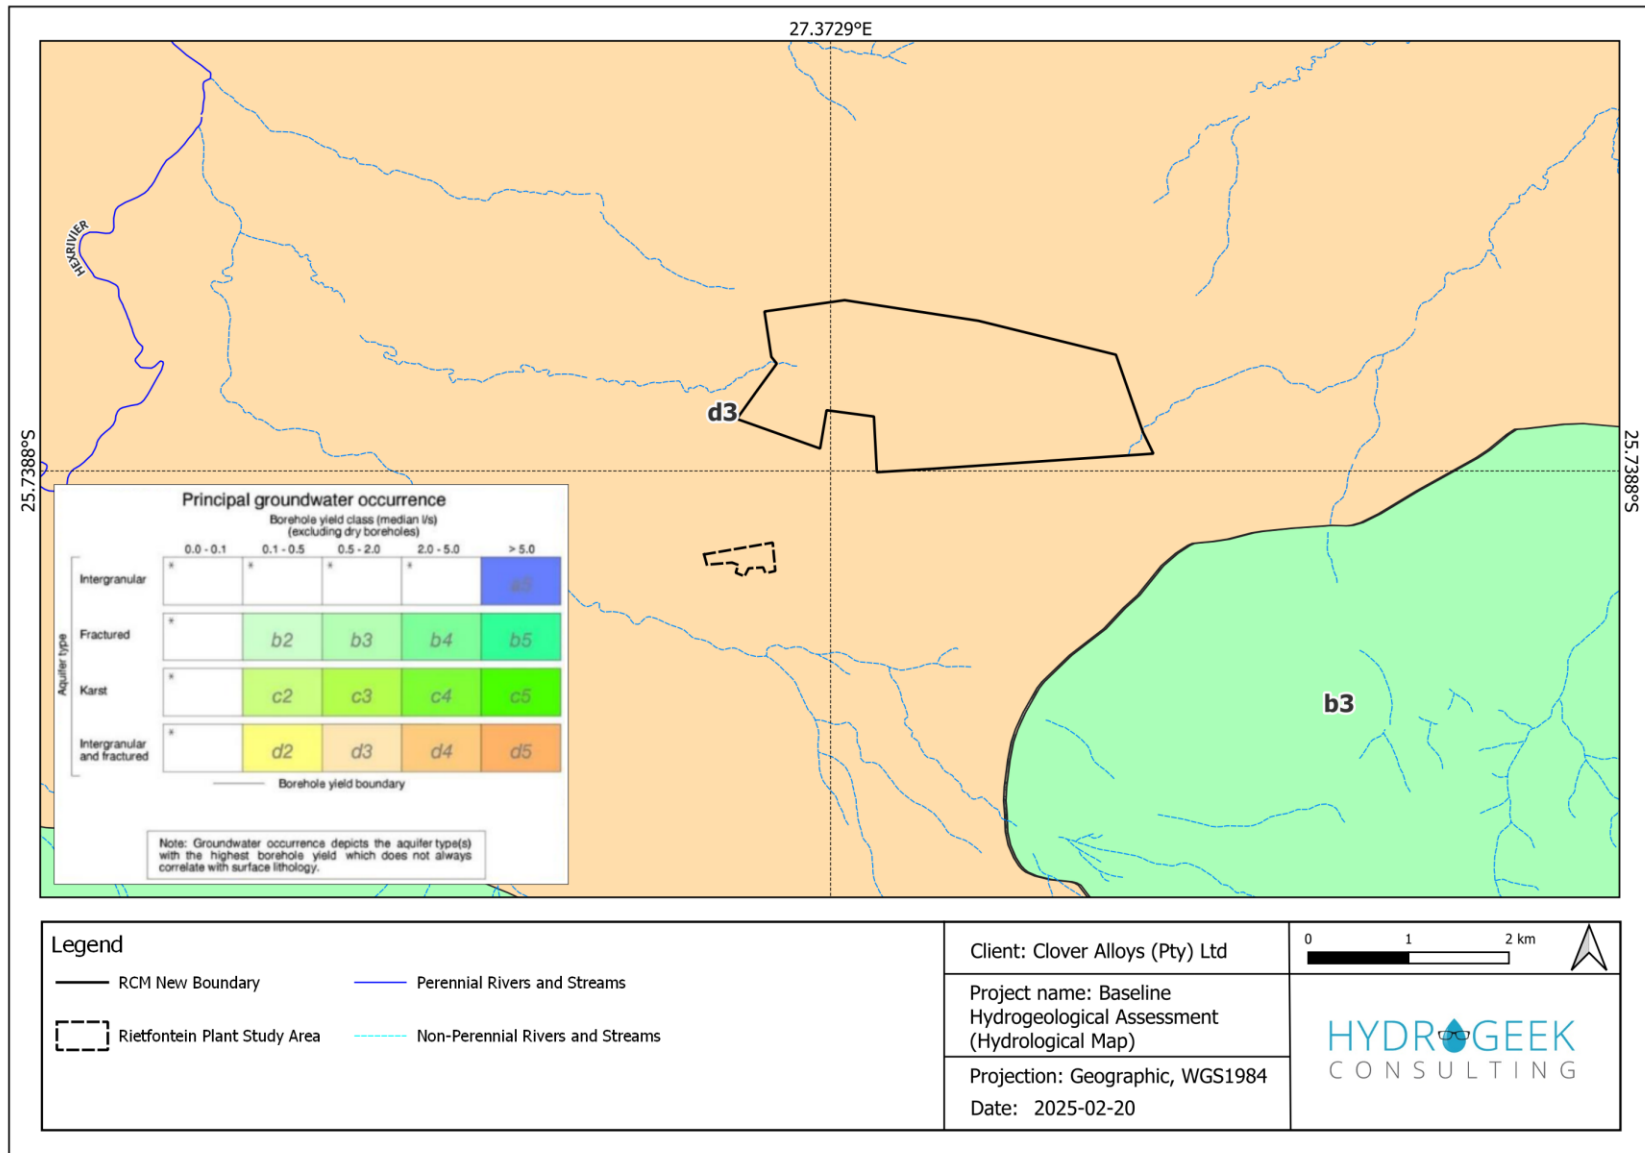 27.3729°E
HEXRIVIER
d3
25.7388°S
25.7388°S
b3
Principal groundwater occurrence
Borehole yield class (median l/s)
(excluding dry boreholes)
0.0 - 0.1 0.1 - 0.5 0.5 - 2.0 2.0 - 5.0 > 5.0
Aquifer type
Intergranular * * * * a5
Fractured * b2 b3 b4 b5
Karst * c2 c3 c4 c5
Intergranular
and fractured * d2 d3 d4 d5
Borehole yield boundary
Note: Groundwater occurrence depicts the aquifer type(s)
with the highest borehole yield which does not always
correlate with surface lithology.
Legend
RCM New Boundary
Perennial Rivers and Streams
Rietfontein Plant Study Area
Non-Perennial Rivers and Streams
Client: Clover Alloys (Pty) Ltd
Project name: Baseline
Hydrogeological Assessment
(Hydrological Map)
Projection: Geographic, WGS1984
Date: 2025-02-20
0 1 2 km
HYDROGEEK
CONSULTING